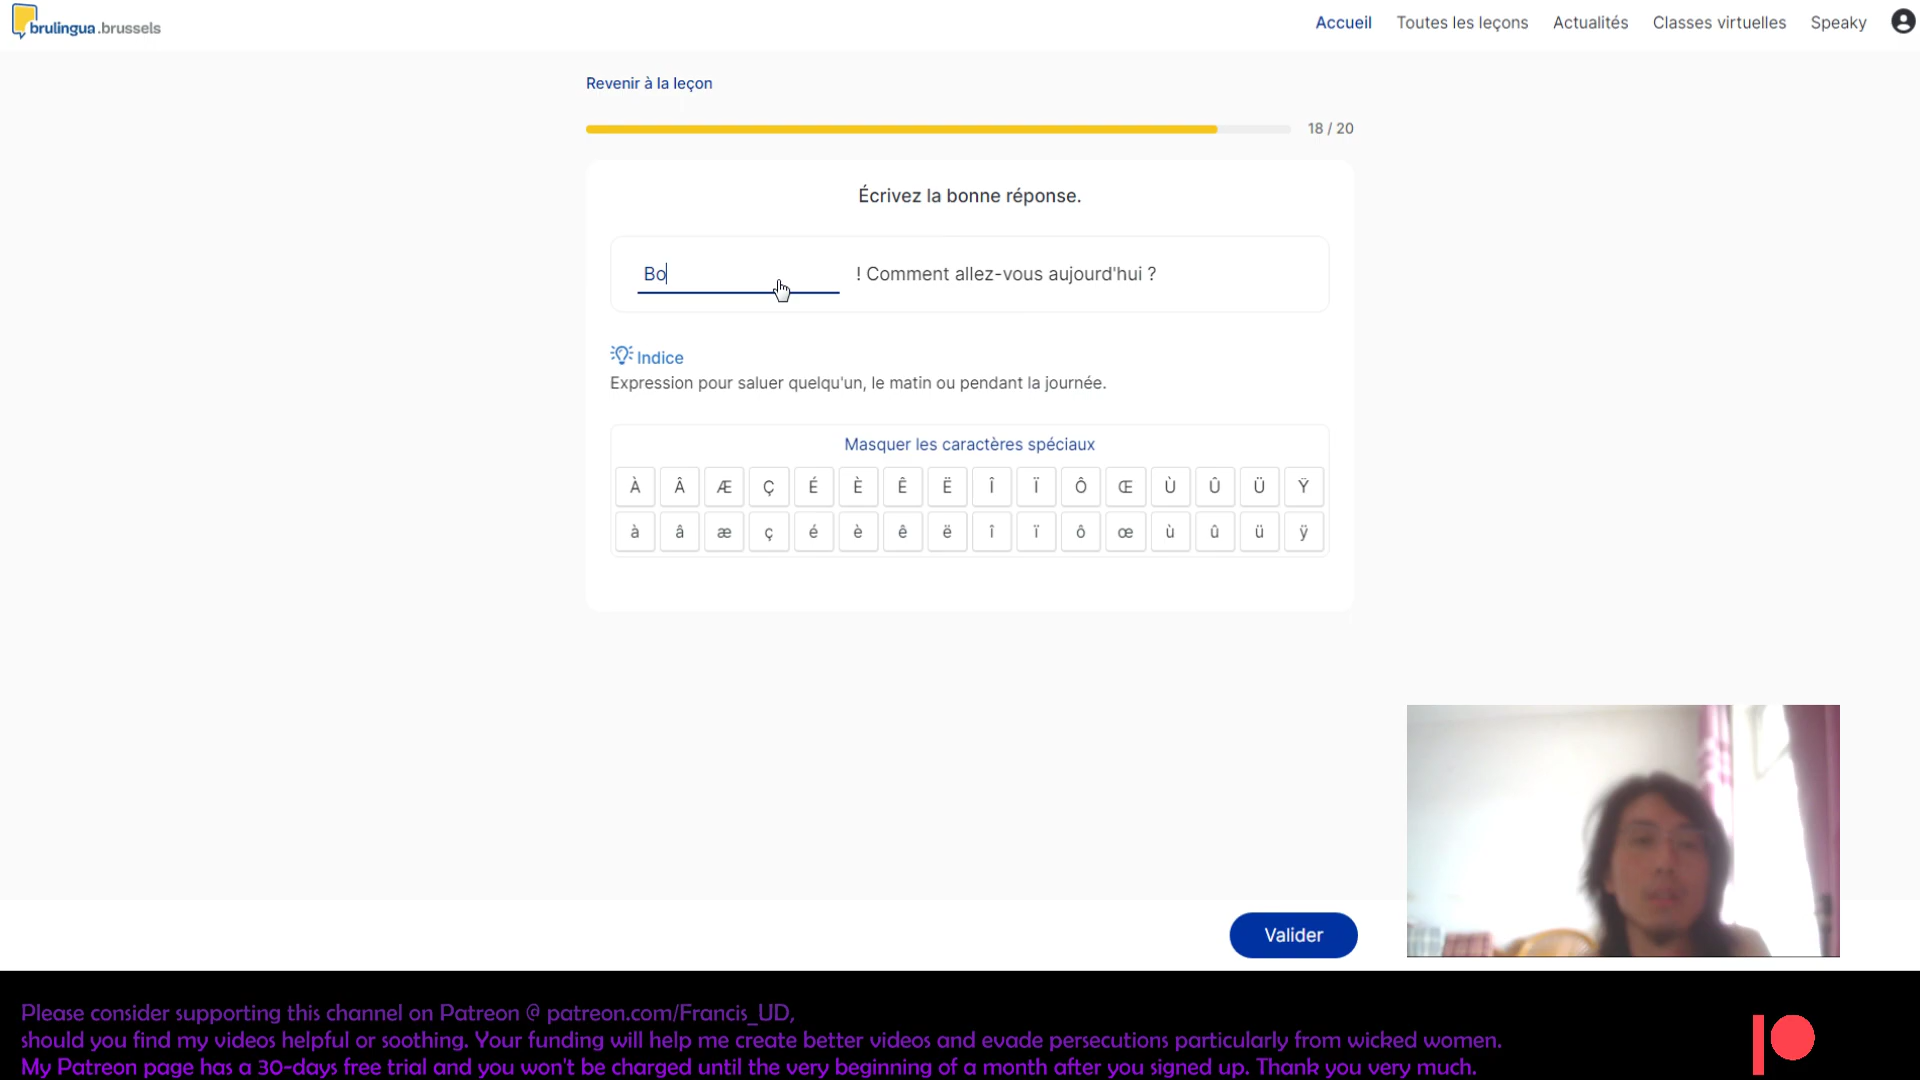 brulingua.brussels
Accueil Toutes les leçons Actualités Classes virtuelles Speaky
Revenir à la leçon
18 / 20
Écrivez la bonne réponse.
Bo ! Comment allez-vous aujourd'hui ?
Indice
Expression pour saluer quelqu'un, le matin ou pendant la journée.
Masquer les caractères spéciaux
À Â Æ Ç É È Ê Ë Î Ï Ô Œ Ù Û Ü Ÿ
à â æ ç é è ê ë î ï ô œ ù û ü ÿ
Valider
Please consider supporting this channel on Patreon @ patreon.com/Francis_UD,
should you find my videos helpful or soothing. Your funding will help me create better videos and evade persecutions particularly from wicked women.
My Patreon page has a 30-days free trial and you won't be charged until the very beginning of a month after you signed up. Thank you very much.